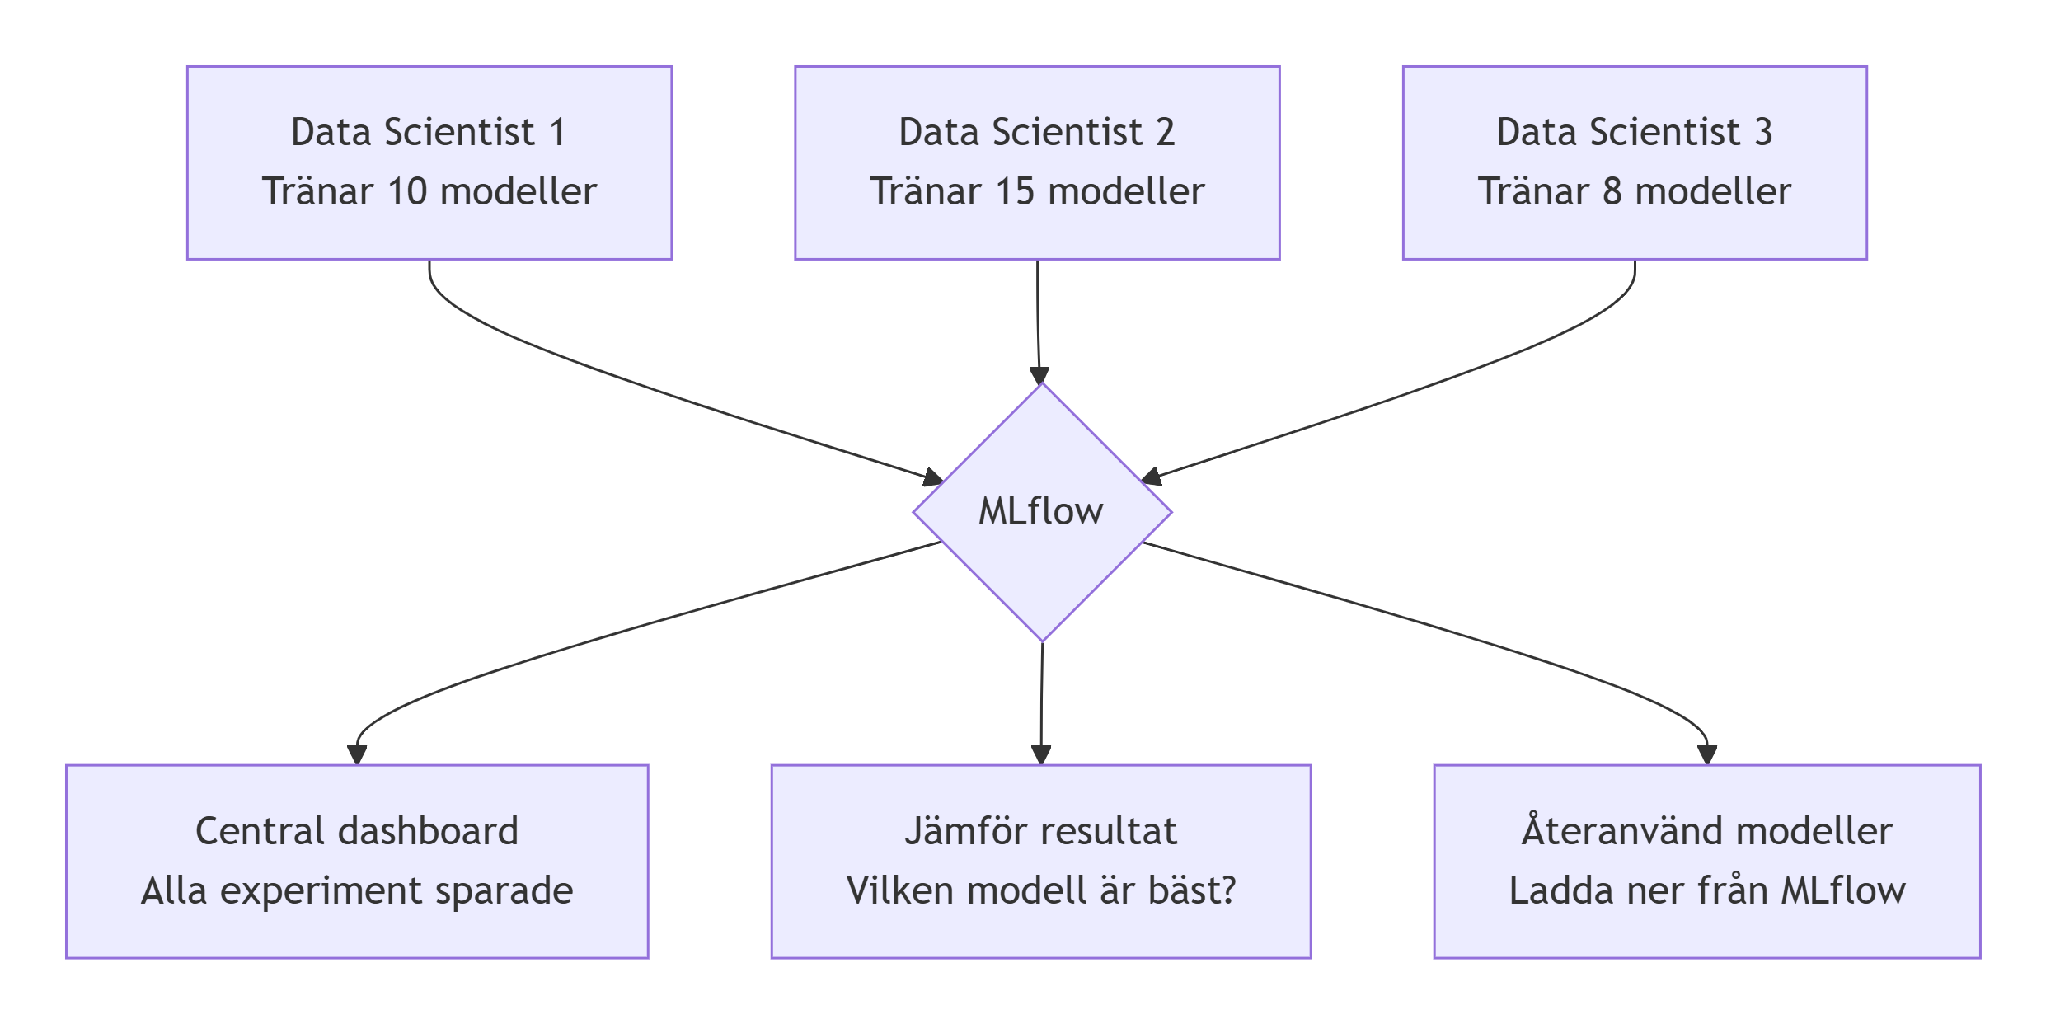 Data Scientist 1
Tränar 10 modeller
Data Scientist 2
Tränar 15 modeller
Data Scientist 3
Tränar 8 modeller
MLflow
Central dashboard
Alla experiment sparade
Jämför resultat
Vilken modell är bäst?
Återanvänd modeller
Ladda ner från MLflow